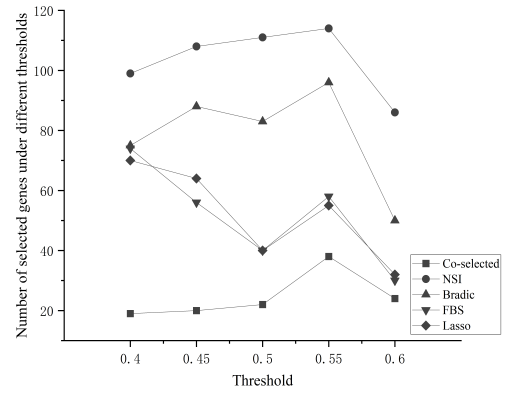 Number of selected genes under different thresholds
120
100
80
60
40
20
0.4 0.45 0.5 0.55 0.6
Threshold
Co-selected
NSI
Bradic
FBS
Lasso